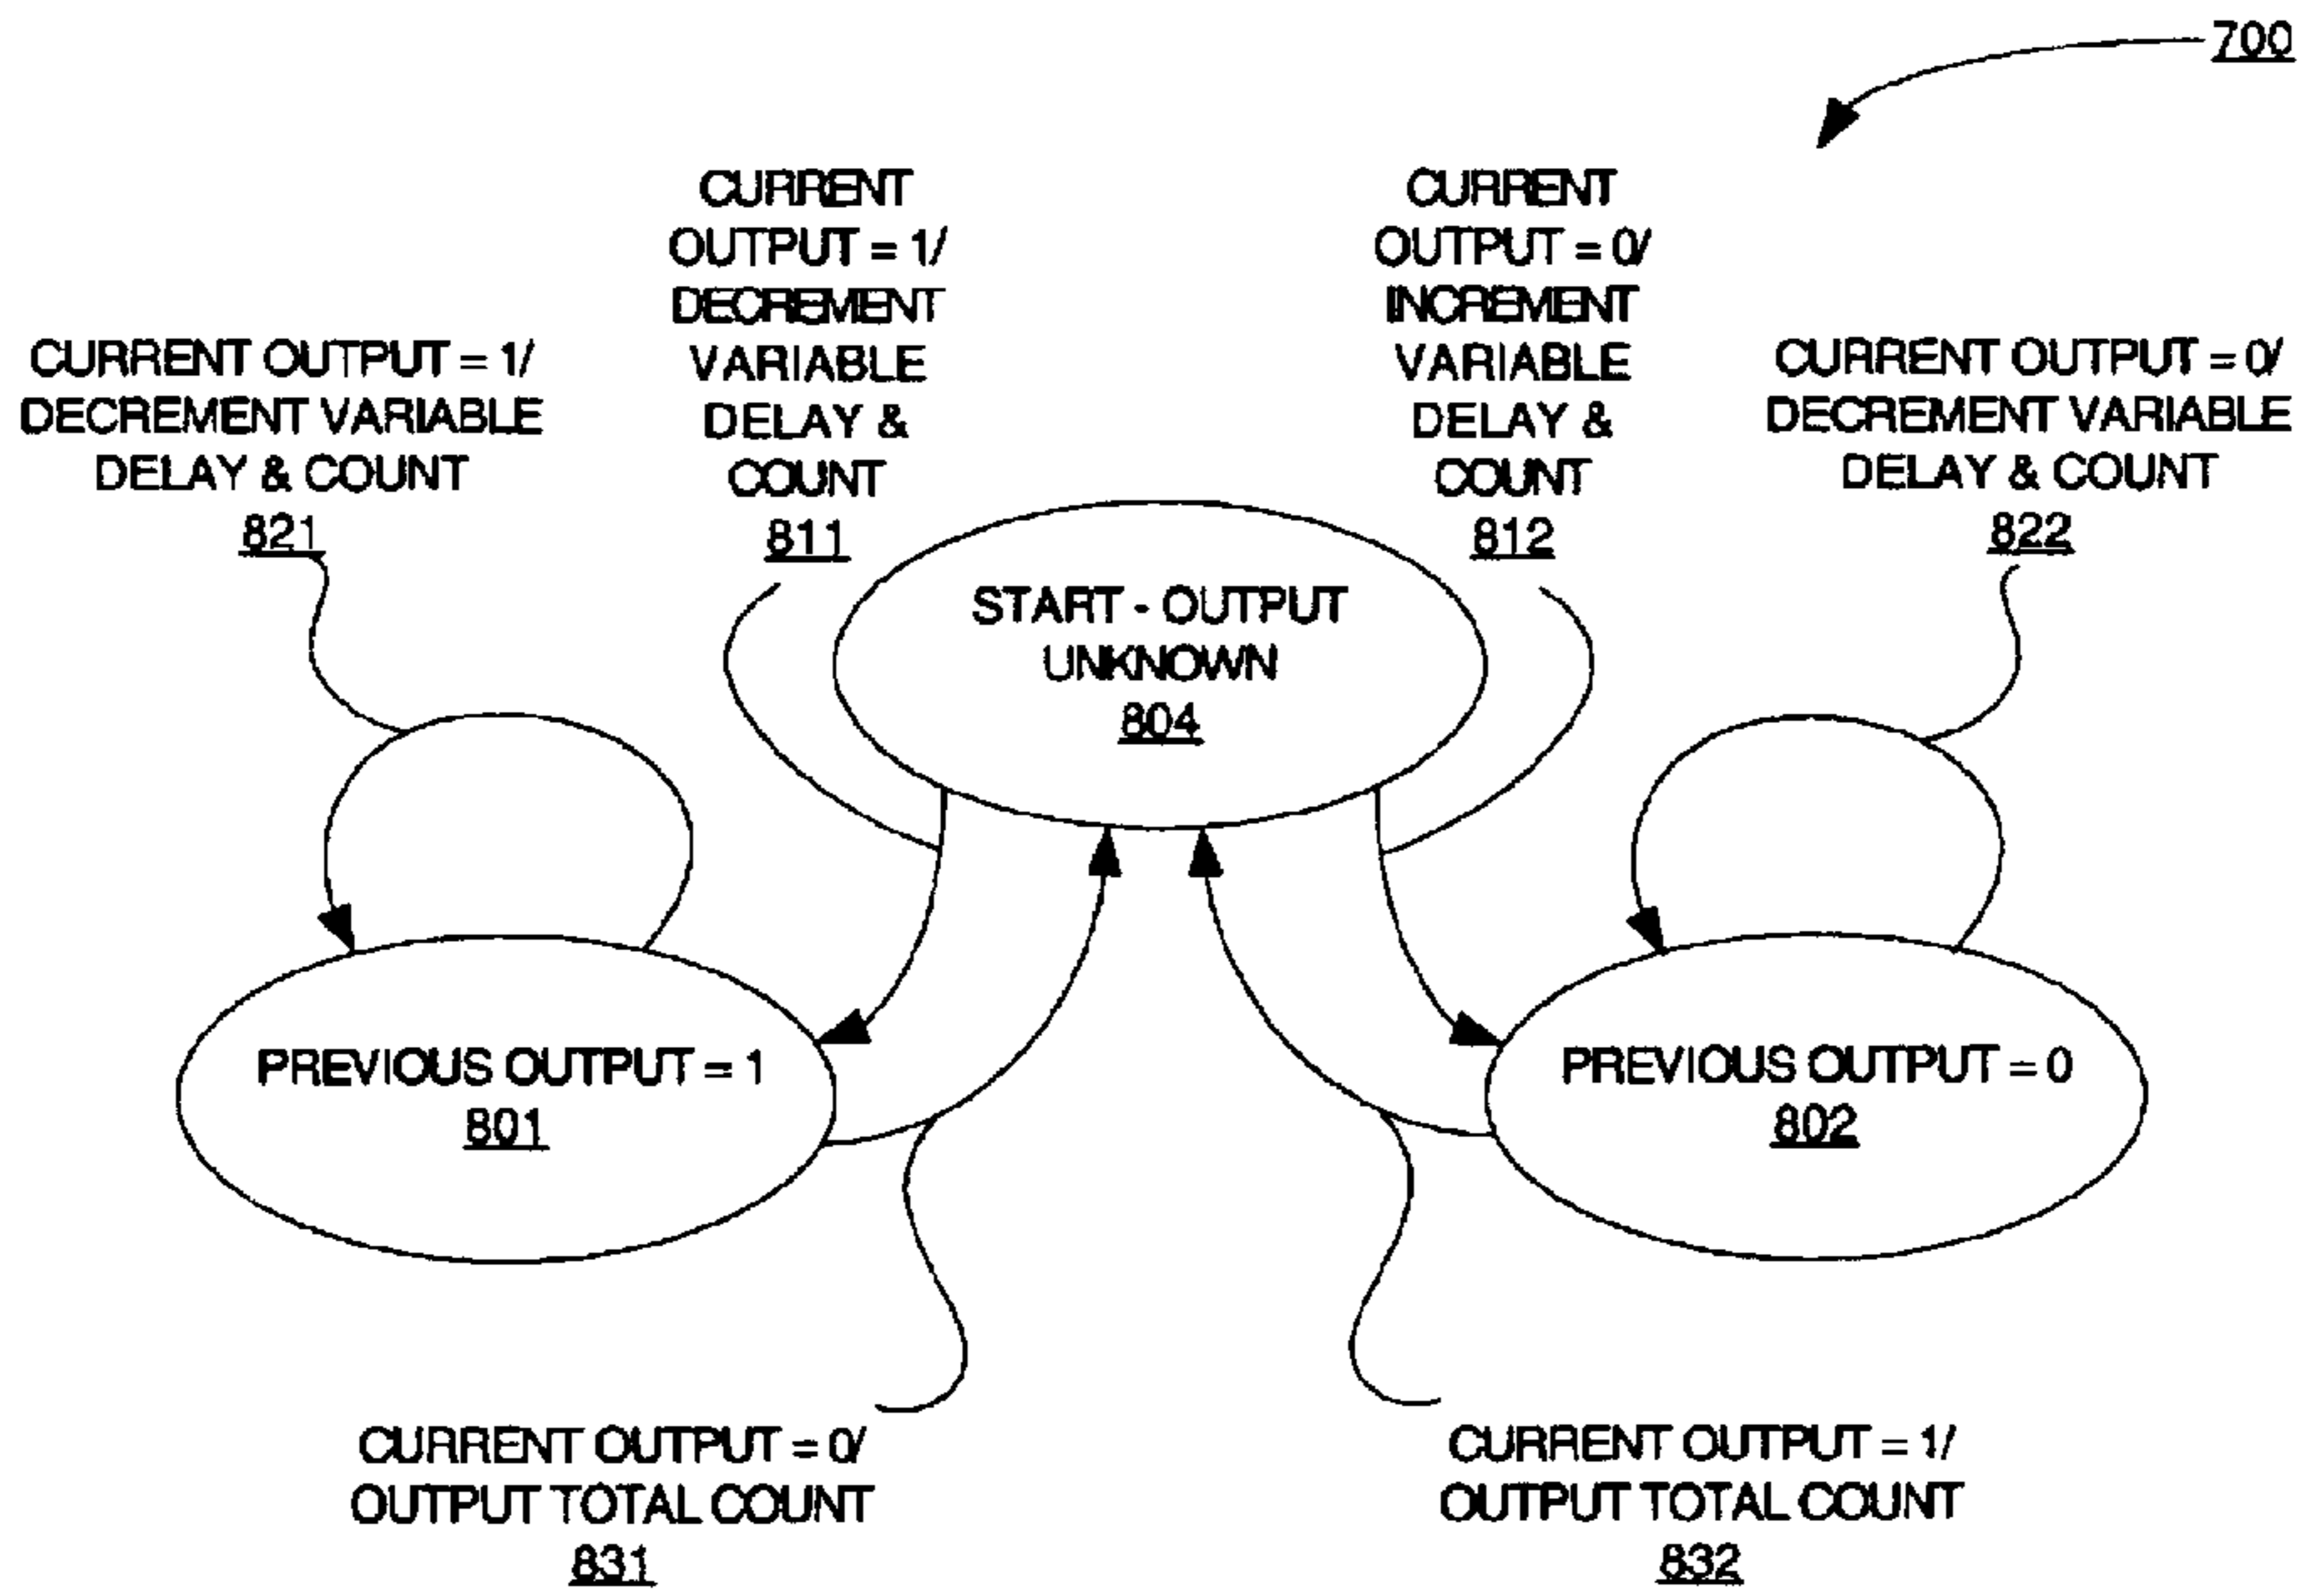 700
CURRENT
OUTPUT = 1/
DECREMENT
VARIABLE
DELAY &
COUNT
811
CURRENT
OUTPUT = 0/
INCREMENT
VARIABLE
DELAY &
COUNT
812
CURRENT OUTPUT = 1/
DECREMENT VARIABLE
DELAY & COUNT
821
CURRENT OUTPUT = 0/
DECREMENT VARIABLE
DELAY & COUNT
822
START - OUTPUT
UNKNOWN
804
PREVIOUS OUTPUT = 1
801
PREVIOUS OUTPUT = 0
802
CURRENT OUTPUT = 0/
OUTPUT TOTAL COUNT
831
CURRENT OUTPUT = 1/
OUTPUT TOTAL COUNT
832